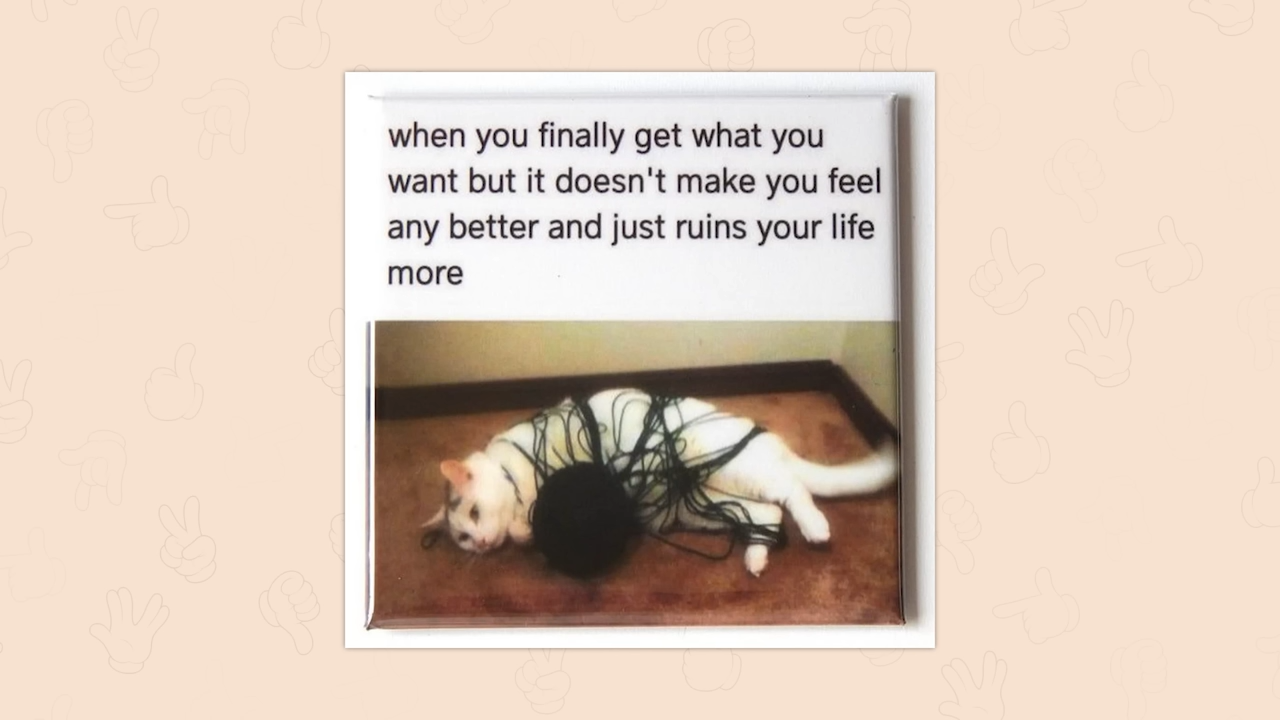 when you finally get what you
want but it doesn't make you feel
any better and just ruins your life
more